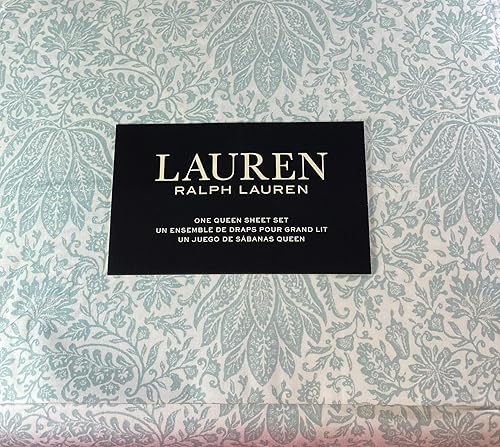 LAUREN
RALPH LAUREN
ONE QUEEN SHEET SET
UN ENSEMBLE DE DRAPS POUR GRAND LIT
UN JUEGO DE SÁBANAS QUEEN